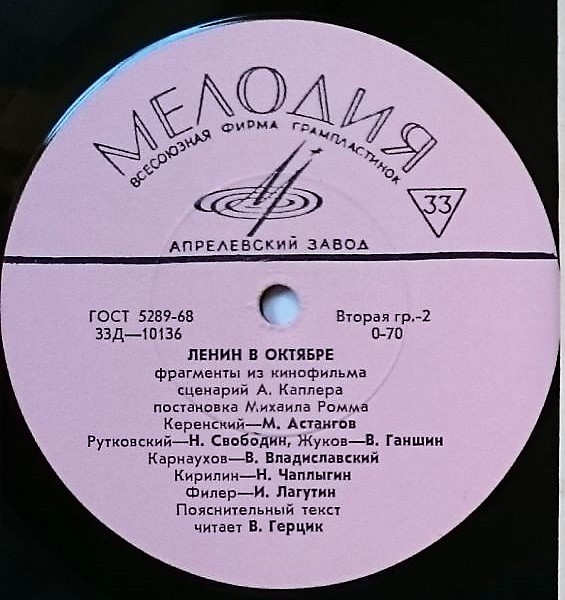 МЕЛОДИЯ
ВСЕСОЮЗНАЯ ФИРМА ГРАМПЛАСТИНОК
33
АПРЕЛЕВСКИЙ ЗАВОД
ГОСТ 5289-68 Вторая гр.-2
33Д—10136 0-70
ЛЕНИН В ОКТЯБРЕ
фрагменты из кинофильма
сценарий А. Каплера
постановка Михаила Ромма
Керенский—М. Астангов
Рутковский—Н. Свободин, Жуков—В. Ганшин
Карнаухов—В. Владиславский
Кирилин—Н. Чаплыгин
Филер—И. Лагутин
Пояснительный текст
читает В. Герцик